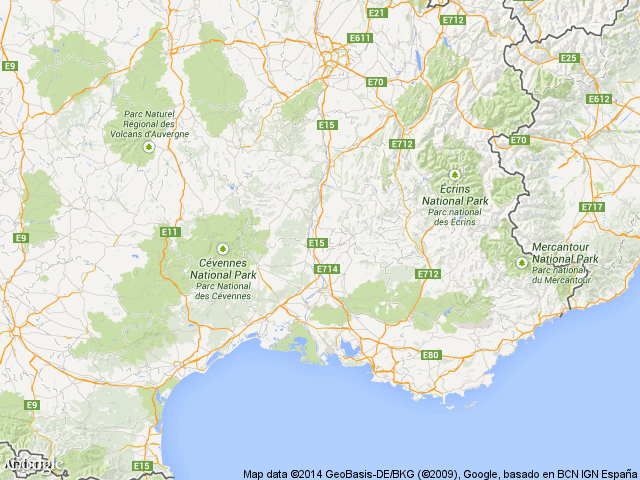 E21
E712
E611
E9
E25
E70
E612
Parc Naturel
Régional des
Volcans d'Auvergne
E15
E712
E70
Écrins
National Park
Parc national
des Écrins
E717
E9
E11
E15
Cévennes
National Park
Parc National
des Cévennes
E714
E712
Mercantour
National Park
Parc national
du Mercantour
E80
E9
E15
Map data ©2014 GeoBasis-DE/BKG (©2009), Google, basado en BCN IGN España